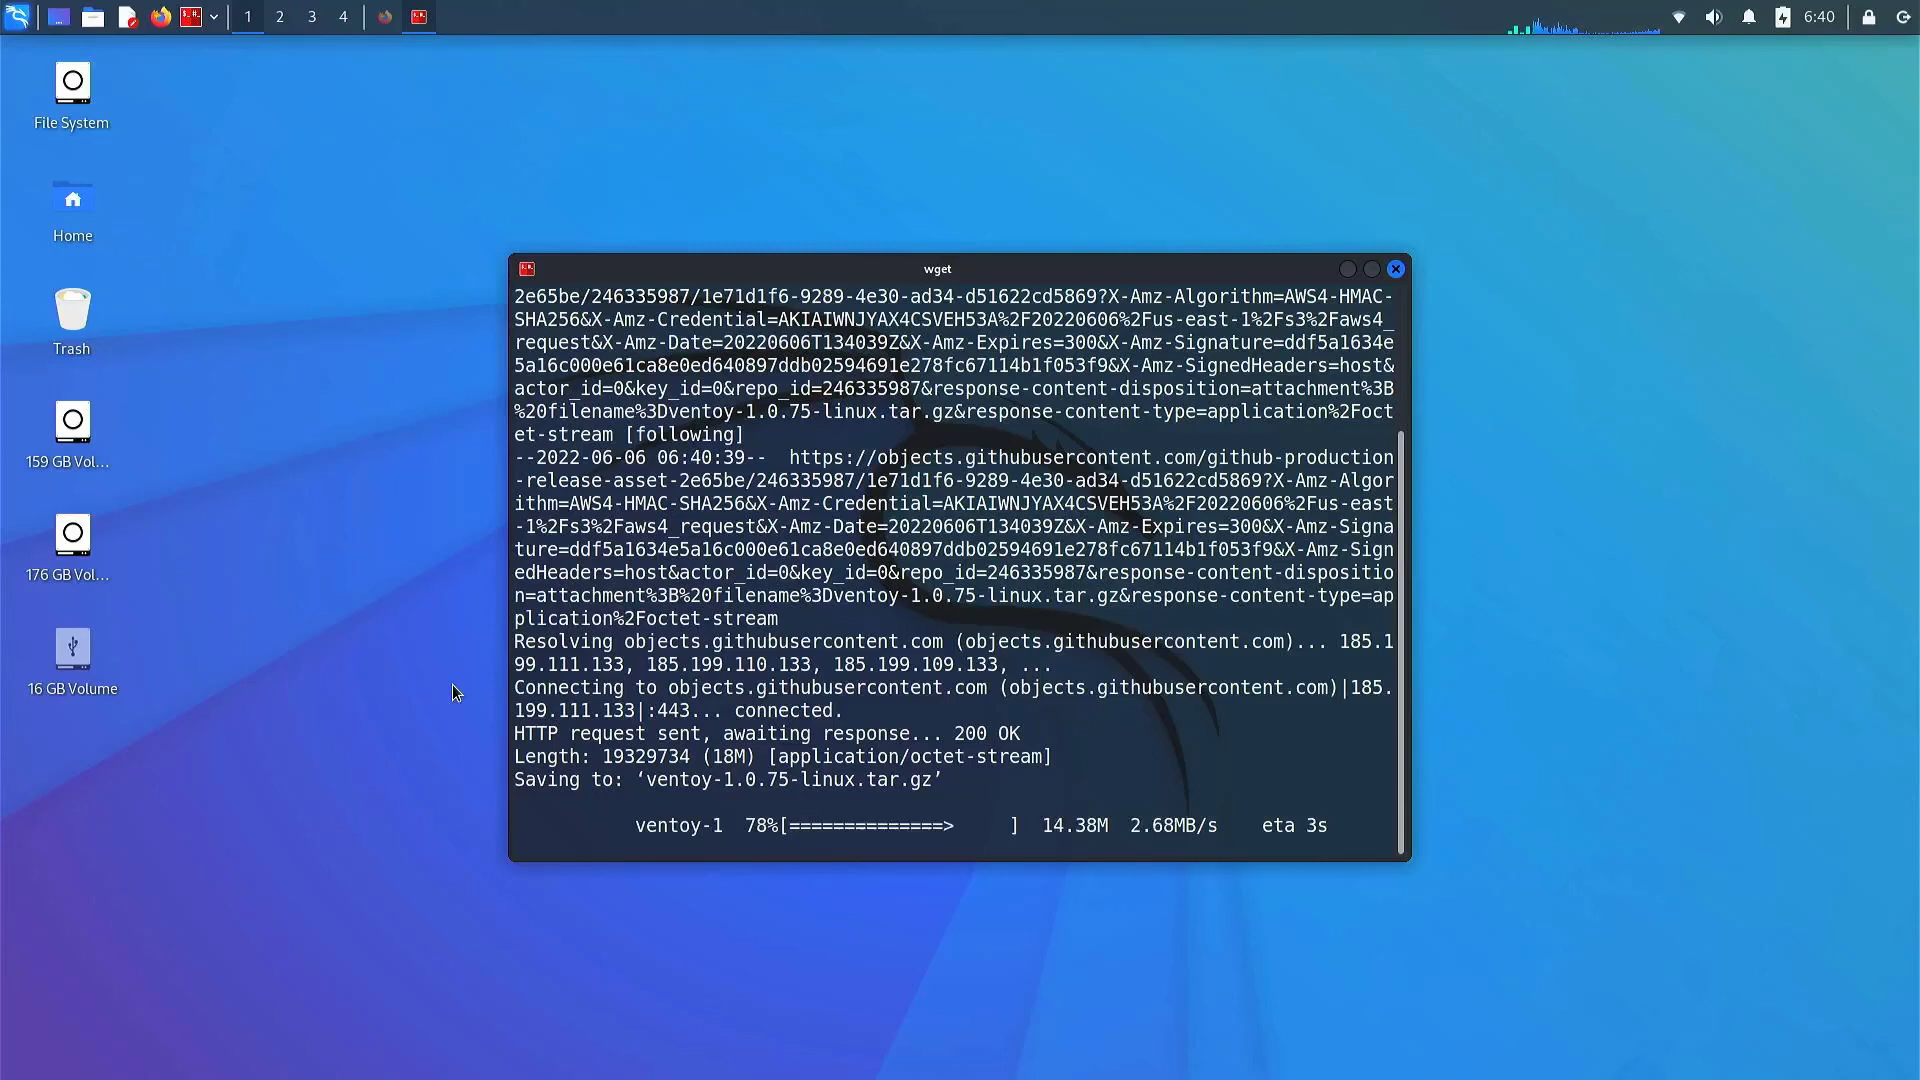 1 2 3 4 6:40
File System
Home
Trash
159 GB Vol...
176 GB Vol...
16 GB Volume
wget
2e65be/246335987/1e71d1f6-9289-4e30-ad34-d51622cd5869?X-Amz-Algorithm=AWS4-HMAC-
SHA256&X-Amz-Credential=AKIAIWNJYAX4CSVEH53A%2F20220606%2Fus-east-1%2Fs3%2Faws4_
request&X-Amz-Date=20220606T134039Z&X-Amz-Expires=300&X-Amz-Signature=ddf5a1634e
5a16c000e61ca8e0ed640897ddb02594691e278fc67114b1f053f9&X-Amz-SignedHeaders=host&
actor_id=0&key_id=0&repo_id=246335987&response-content-disposition=attachment%3B
%20filename%3Dventoy-1.0.75-linux.tar.gz&response-content-type=application%2Foct
et-stream [following]
--2022-06-06 06:40:39--  https://objects.githubusercontent.com/github-production
-release-asset-2e65be/246335987/1e71d1f6-9289-4e30-ad34-d51622cd5869?X-Amz-Algor
ithm=AWS4-HMAC-SHA256&X-Amz-Credential=AKIAIWNJYAX4CSVEH53A%2F20220606%2Fus-east
-1%2Fs3%2Faws4_request&X-Amz-Date=20220606T134039Z&X-Amz-Expires=300&X-Amz-Signa
ture=ddf5a1634e5a16c000e61ca8e0ed640897ddb02594691e278fc67114b1f053f9&X-Amz-Sign
edHeaders=host&actor_id=0&key_id=0&repo_id=246335987&response-content-dispositio
n=attachment%3B%20filename%3Dventoy-1.0.75-linux.tar.gz&response-content-type=ap
plication%2Foctet-stream
Resolving objects.githubusercontent.com (objects.githubusercontent.com)... 185.1
99.111.133, 185.199.110.133, 185.199.109.133, ...
Connecting to objects.githubusercontent.com (objects.githubusercontent.com)|185.
199.111.133|:443... connected.
HTTP request sent, awaiting response... 200 OK
Length: 19329734 (18M) [application/octet-stream]
Saving to: ‘ventoy-1.0.75-linux.tar.gz’
ventoy-1  78%[==============>     ]  14.38M  2.68MB/s    eta 3s